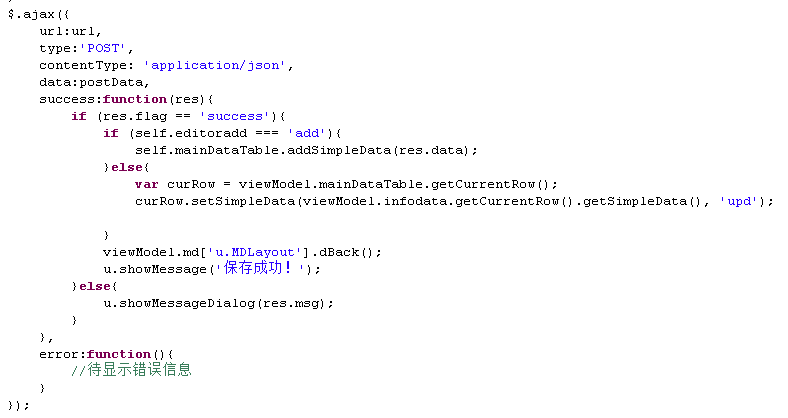 $.ajax({
    url:url,
    type:'POST',
    contentType: 'application/json',
    data:postData,
    success:function(res){
        if (res.flag == 'success'){
            if (self.editoradd === 'add'){
                self.mainDataTable.addSimpleData(res.data);
            }else{
                var curRow = viewModel.mainDataTable.getCurrentRow();
                curRow.setSimpleData(viewModel.infodata.getCurrentRow().getSimpleData(), 'upd');
            }
            viewModel.md['u.MDLayout'].dBack();
            u.showMessage('保存成功！');
        }else{
            u.showMessageDialog(res.msg);
        }
    },
    error:function(){
        //待显示错误信息
    }
});